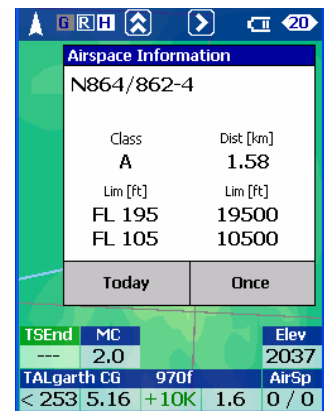 G R H 20
Airspace Information
N864/862-4
Class Dist [km]
A 1.58
Lim [ft] Lim [ft]
FL 195 19500
FL 105 10500
Today Once
TSEnd MC Elev
--- 2.0 2037
TALgarth CG 970f AirSp
< 253 5.16 +10K 1.6 0 / 0